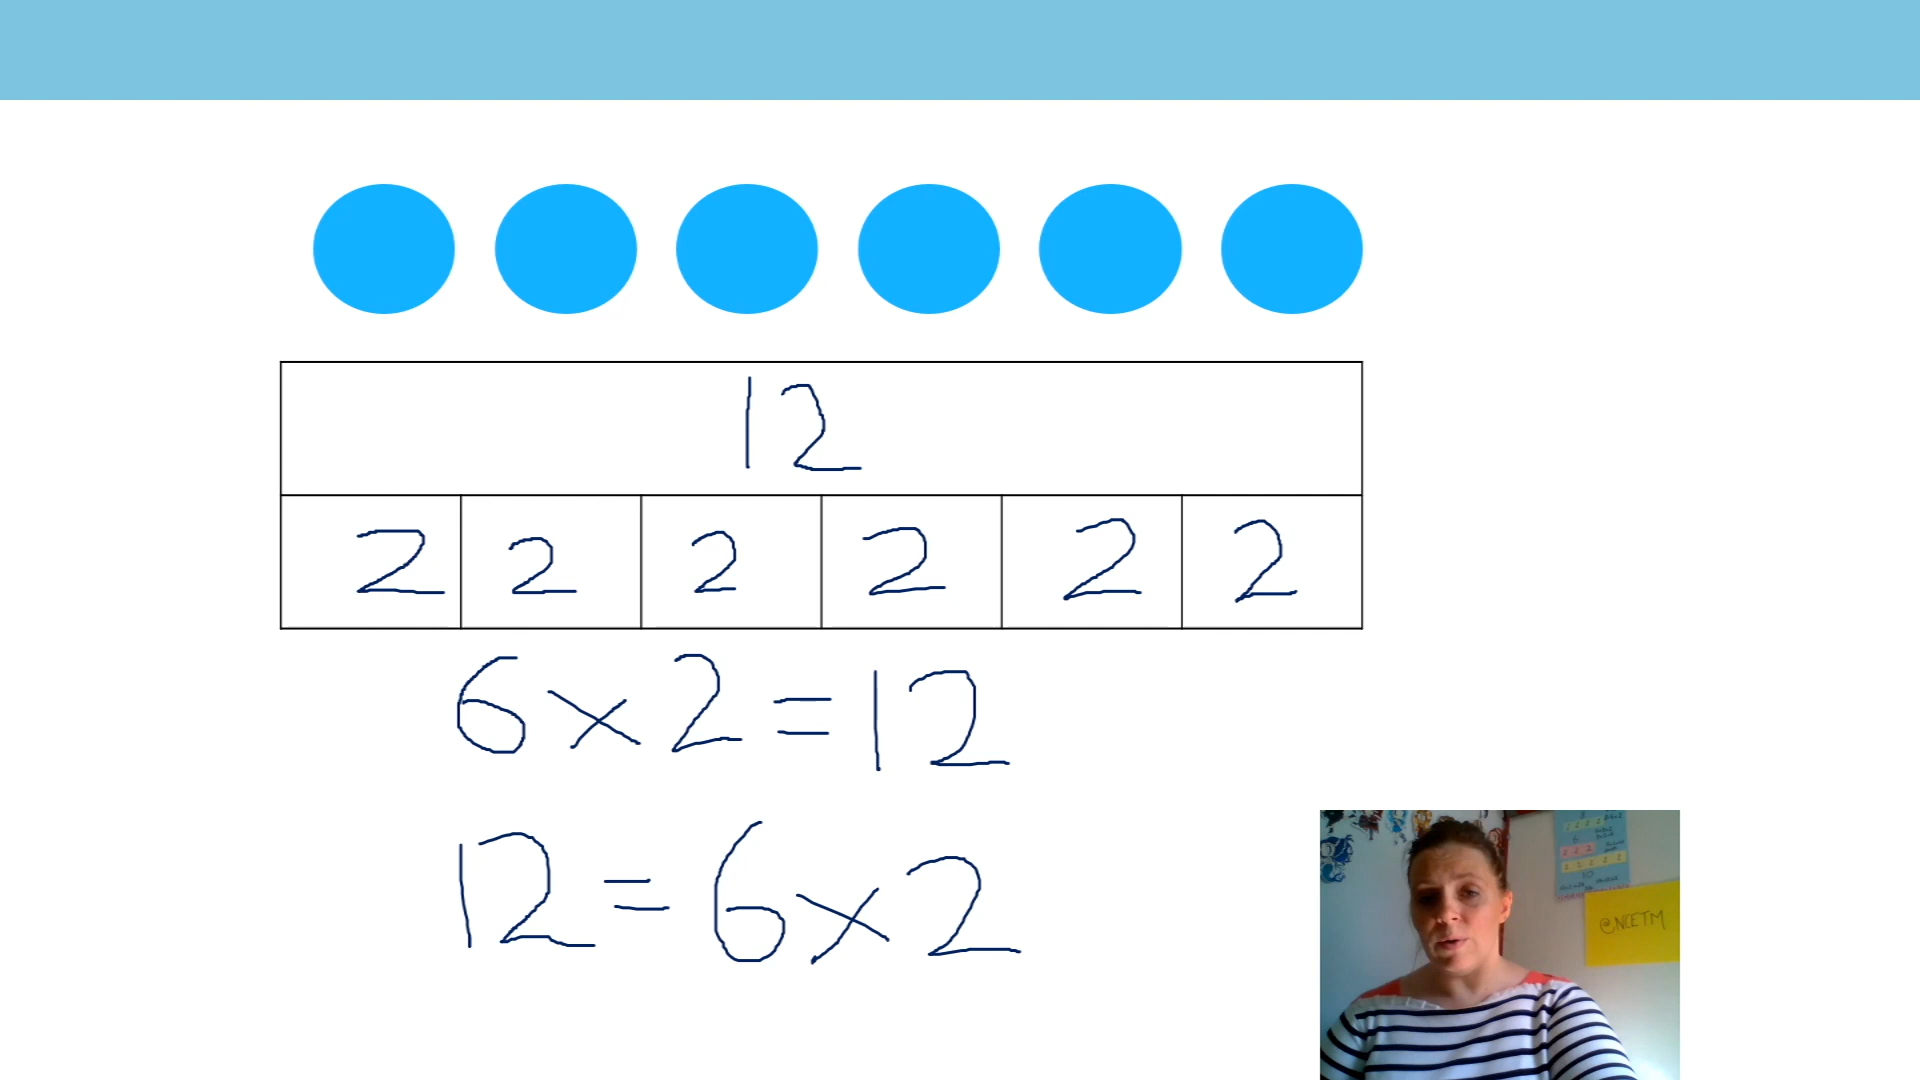 12
2 2 2 2 2 2
6 × 2 = 12
12 = 6 × 2
@NCETM